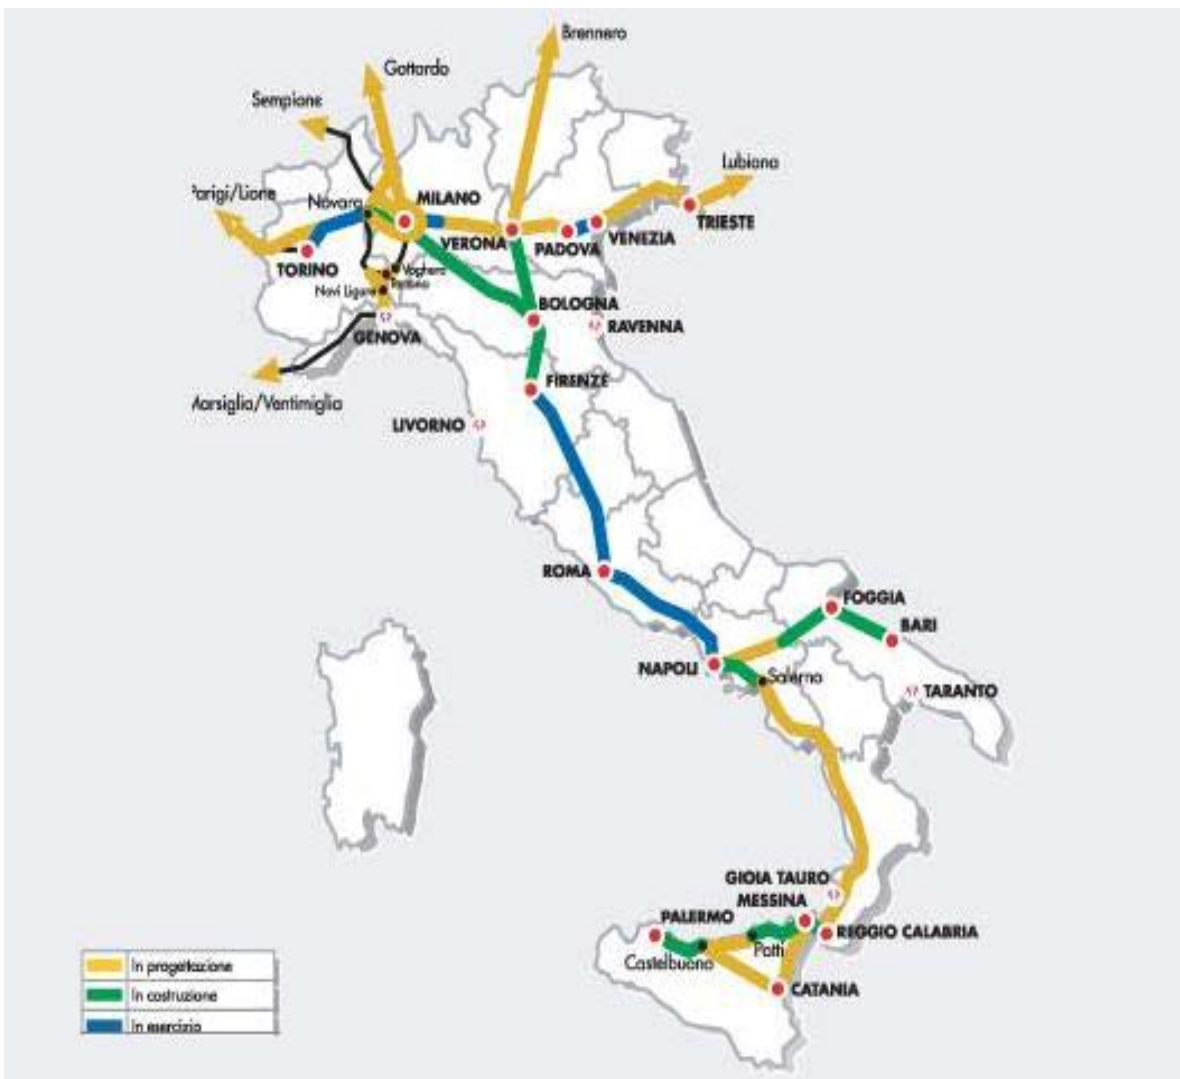 Brennero
Gottardo
Sempione
Lubiana
Parigi/Lione
Novara
MILANO
TRIESTE
VERONA
PADOVA
VENEZIA
TORINO
Voghera
Tortona
Novi Ligure
GENOVA
BOLOGNA
RAVENNA
FIRENZE
Marsiglia/Ventimiglia
LIVORNO
ROMA
FOGGIA
BARI
NAPOLI
Salerno
TARANTO
GIOIA TAURO
MESSINA
PALERMO
REGGIO CALABRIA
Patti
Castelbuono
CATANIA
In progettazione
In costruzione
In esercizio